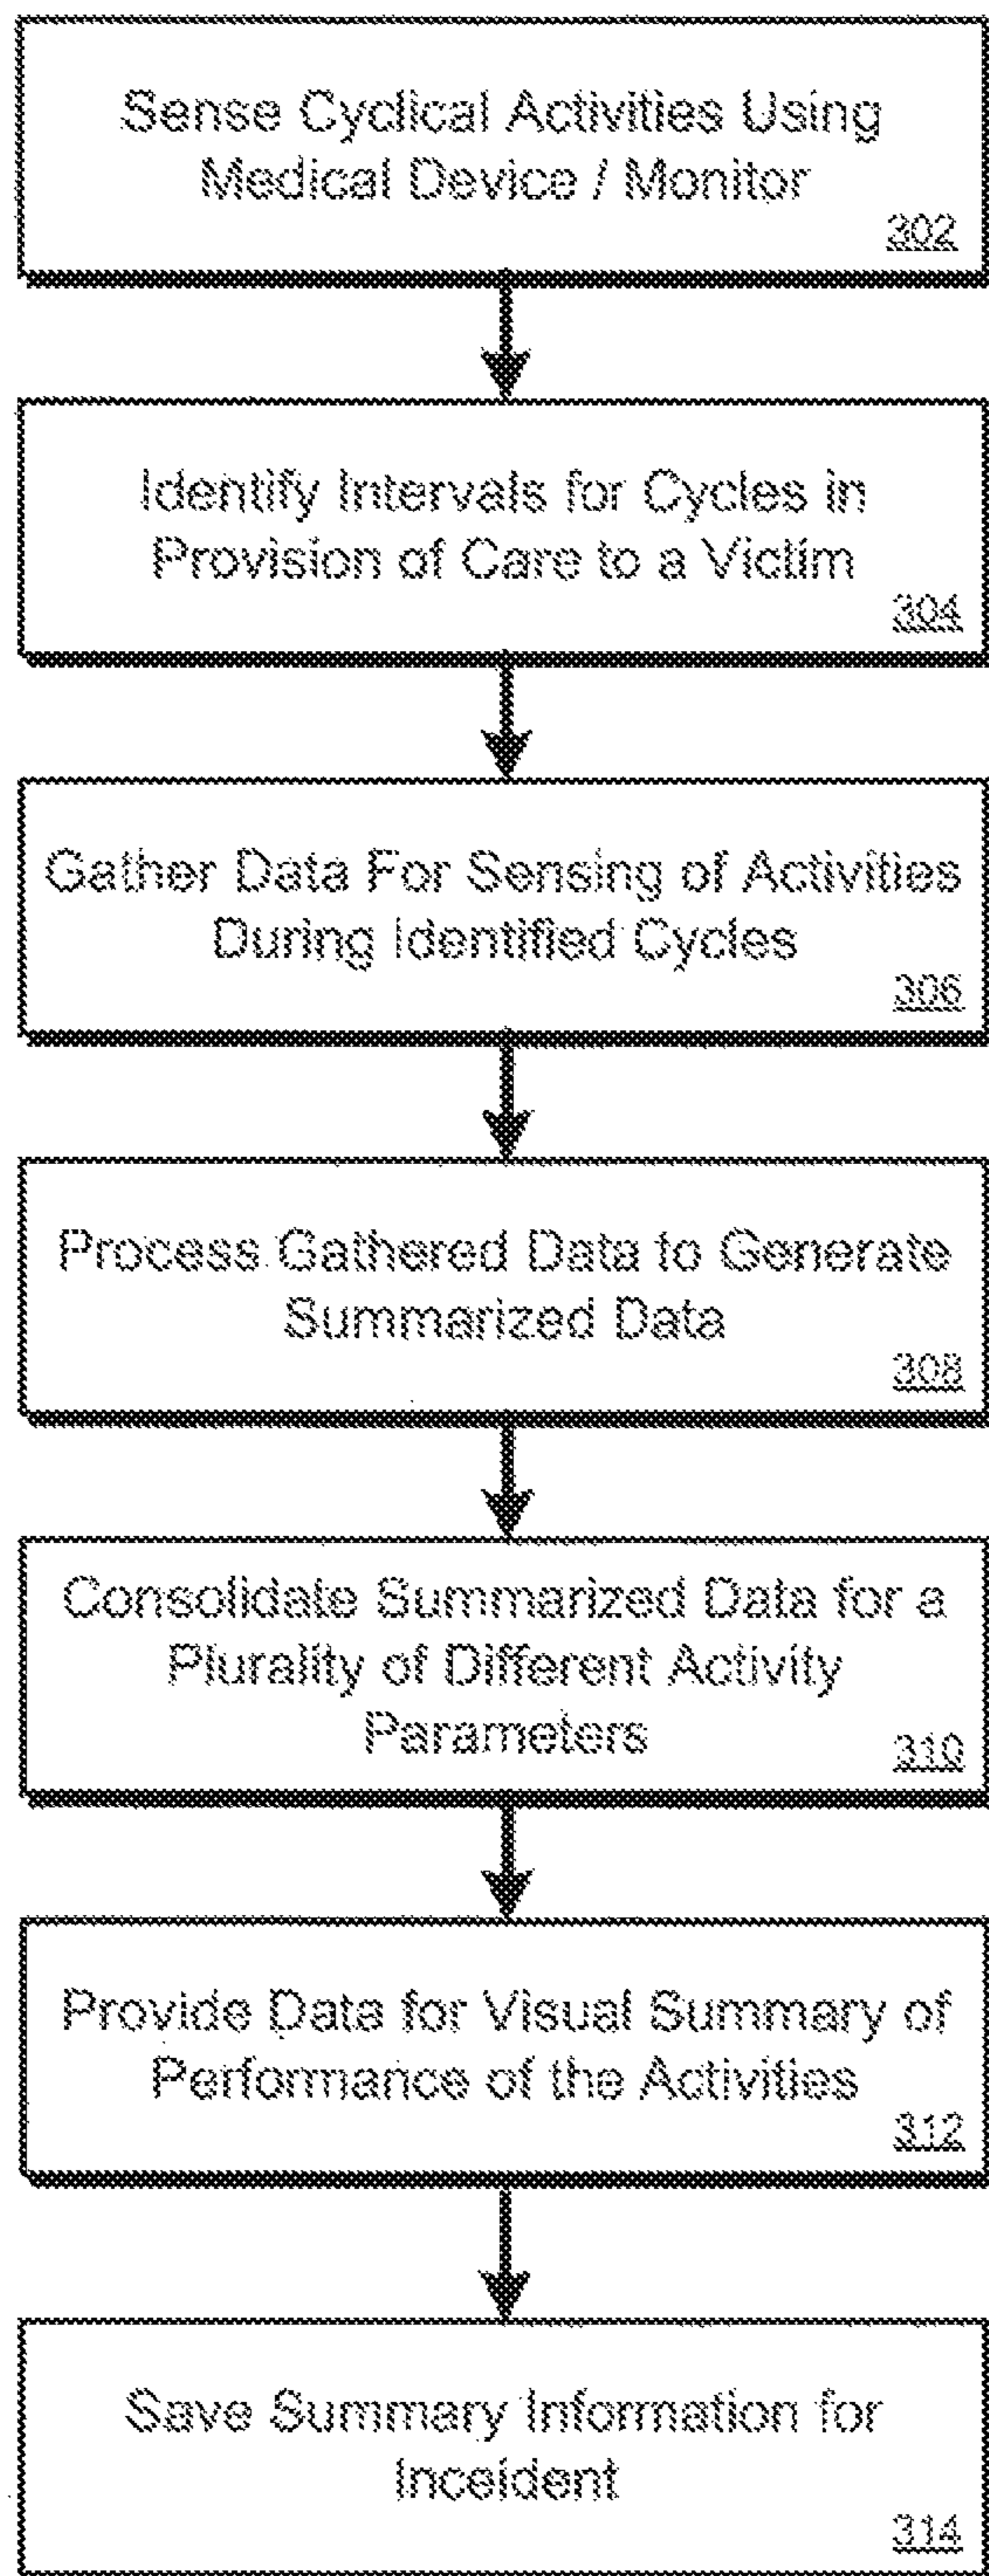 Sense Cyclical Activities Using
Medical Device / Monitor
302
Identify Intervals for Cycles in
Provision of Care to a Victim
304
Gather Data For Sensing of Activities
During Identified Cycles
306
Process Gathered Data to Generate
Summarized Data
308
Consolidate Summarized Data for a
Plurality of Different Activity
Parameters
310
Provide Data for Visual Summary of
Performance of the Activities
312
Save Summary Information for
Inceident
314